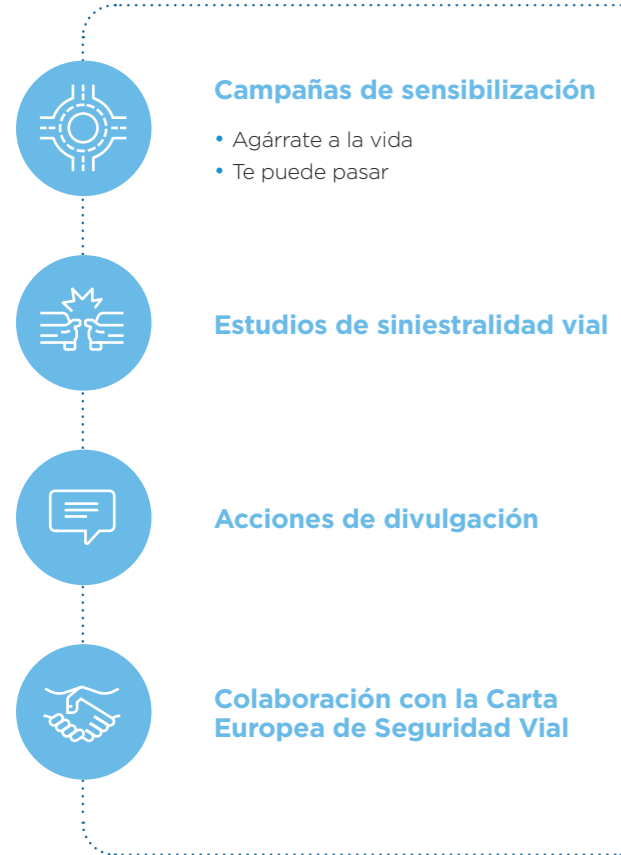 Campañas de sensibilización
• Agárrate a la vida
• Te puede pasar
Estudios de siniestralidad vial
Acciones de divulgación
Colaboración con la Carta
Europea de Seguridad Vial